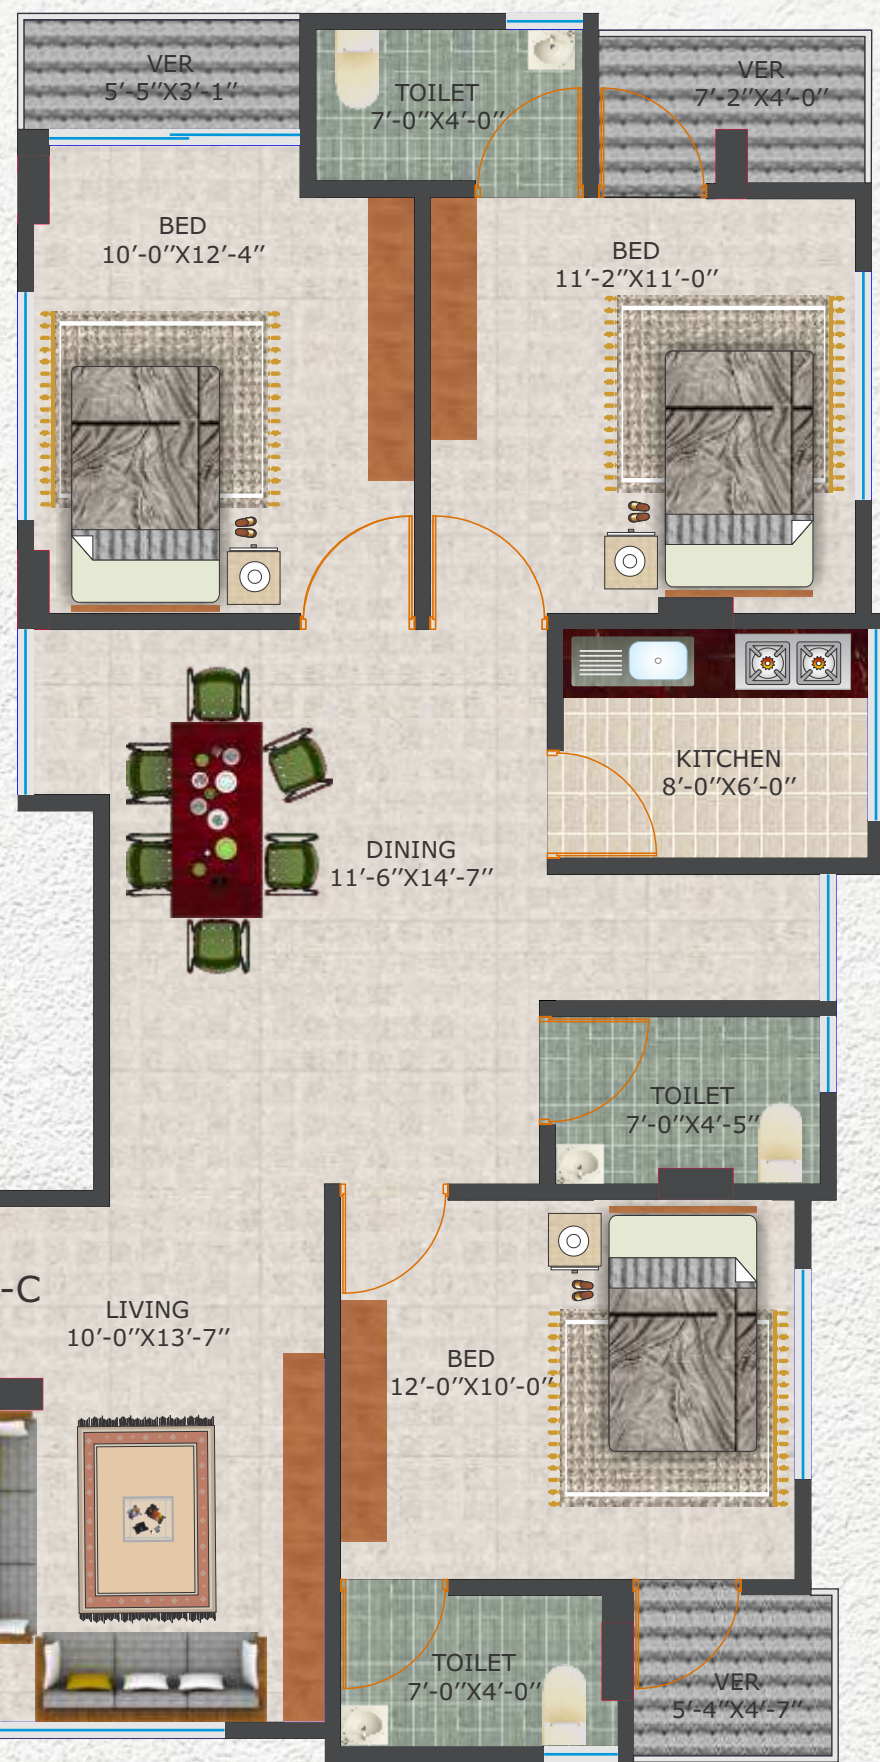 VER
5′-5″X3′-1″
TOILET
7′-0″X4′-0″
VER
7′-2″X4′-0″
BED
10′-0″X12′-4″
BED
11′-2″X11′-0″
KITCHEN
8′-0″X6′-0″
DINING
11′-6″X14′-7″
TOILET
7′-0″X4′-5″
-C
LIVING
10′-0″X13′-7″
BED
12′-0″X10′-0″
TOILET
7′-0″X4′-0″
VER
5′-4″X4′-7″